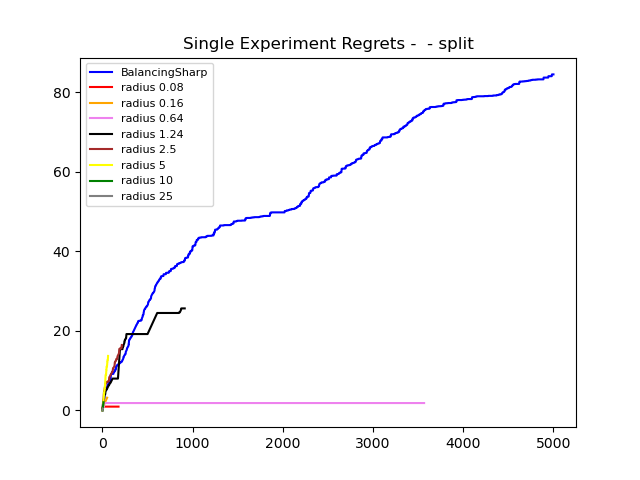 Single Experiment Regrets -  - split
BalancingSharp
radius 0.08
radius 0.16
radius 0.64
radius 1.24
radius 2.5
radius 5
radius 10
radius 25
80
60
40
20
0
0 1000 2000 3000 4000 5000